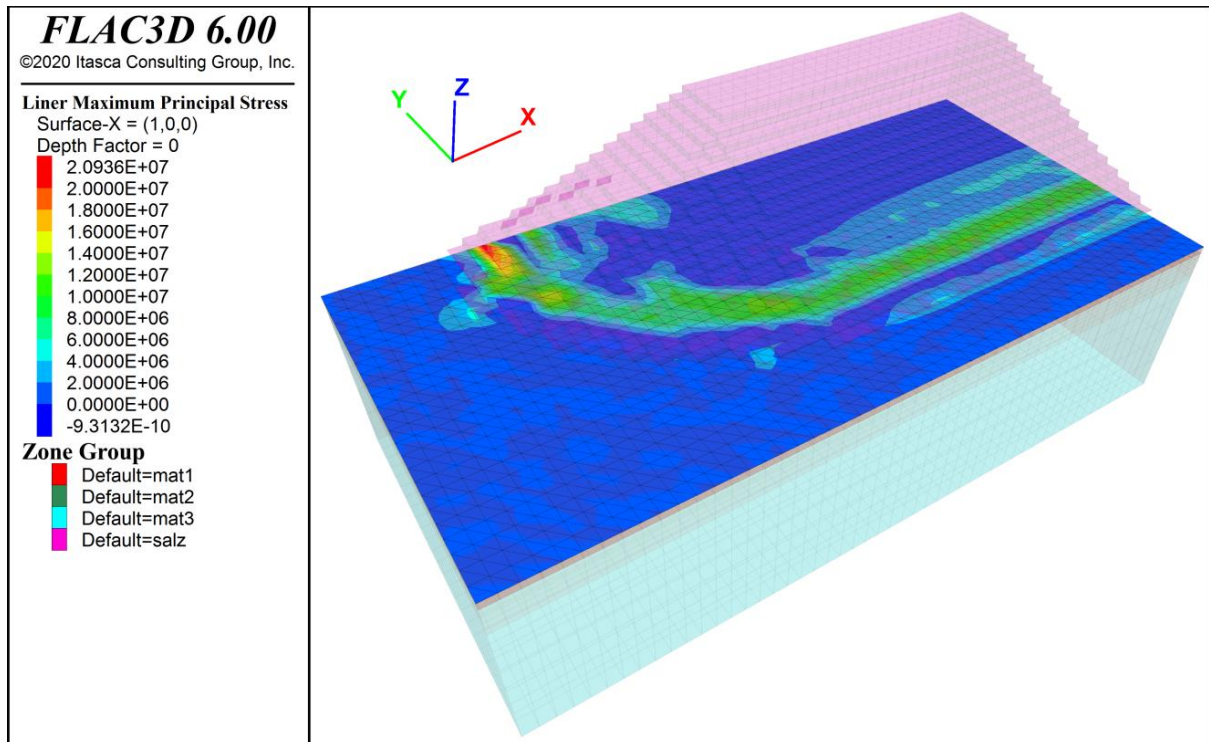 FLAC3D 6.00
©2020 Itasca Consulting Group, Inc.
Liner Maximum Principal Stress
Surface-X = (1,0,0)
Depth Factor = 0
2.0936E+07
2.0000E+07
1.8000E+07
1.6000E+07
1.4000E+07
1.2000E+07
1.0000E+07
8.0000E+06
6.0000E+06
4.0000E+06
2.0000E+06
0.0000E+00
-9.3132E-10
Zone Group
Default=mat1
Default=mat2
Default=mat3
Default=salz
Y
Z
X